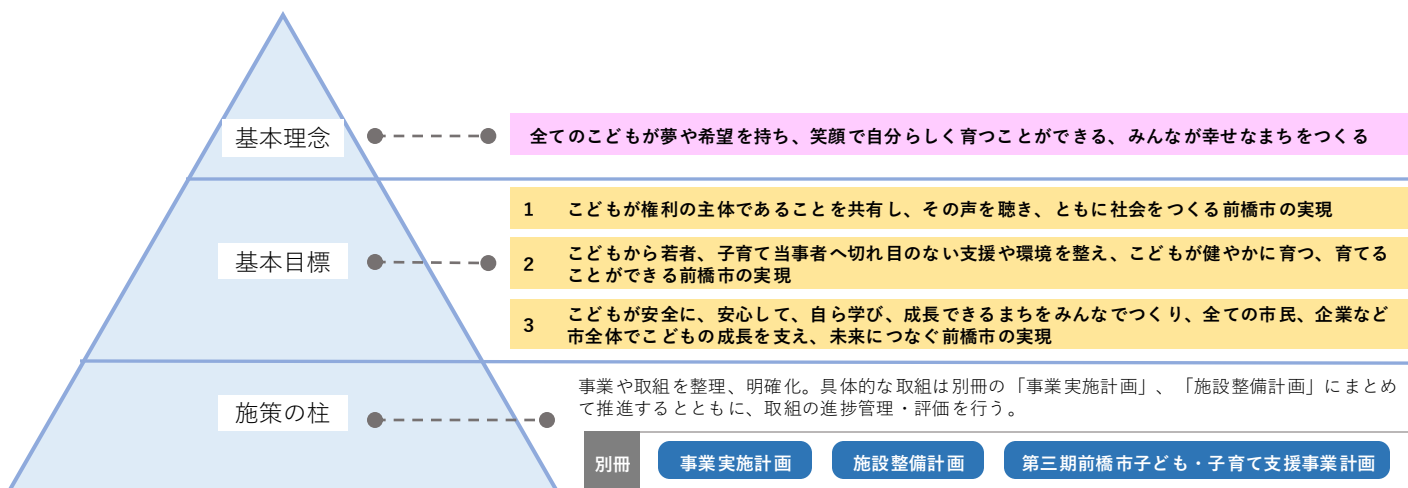 基本理念
全てのこどもが夢や希望を持ち、笑顔で自分らしく育つことができる、みんなが幸せなまちをつくる
基本目標
1 こどもが権利の主体であることを共有し、その声を聴き、ともに社会をつくる前橋市の実現
2 こどもから若者、子育て当事者へ切れ目のない支援や環境を整え、こどもが健やかに育つ、育てる
ことができる前橋市の実現
3 こどもが安全に、安心して、自ら学び、成長できるまちをみんなでつくり、全ての市民、企業など
市全体でこどもの成長を支え、未来につなぐ前橋市の実現
施策の柱
事業や取組を整理、明確化。具体的な取組は別冊の「事業実施計画」、「施設整備計画」にまとめ
て推進するとともに、取組の進捗管理・評価を行う。
別冊 事業実施計画 施設整備計画 第三期前橋市子ども・子育て支援事業計画